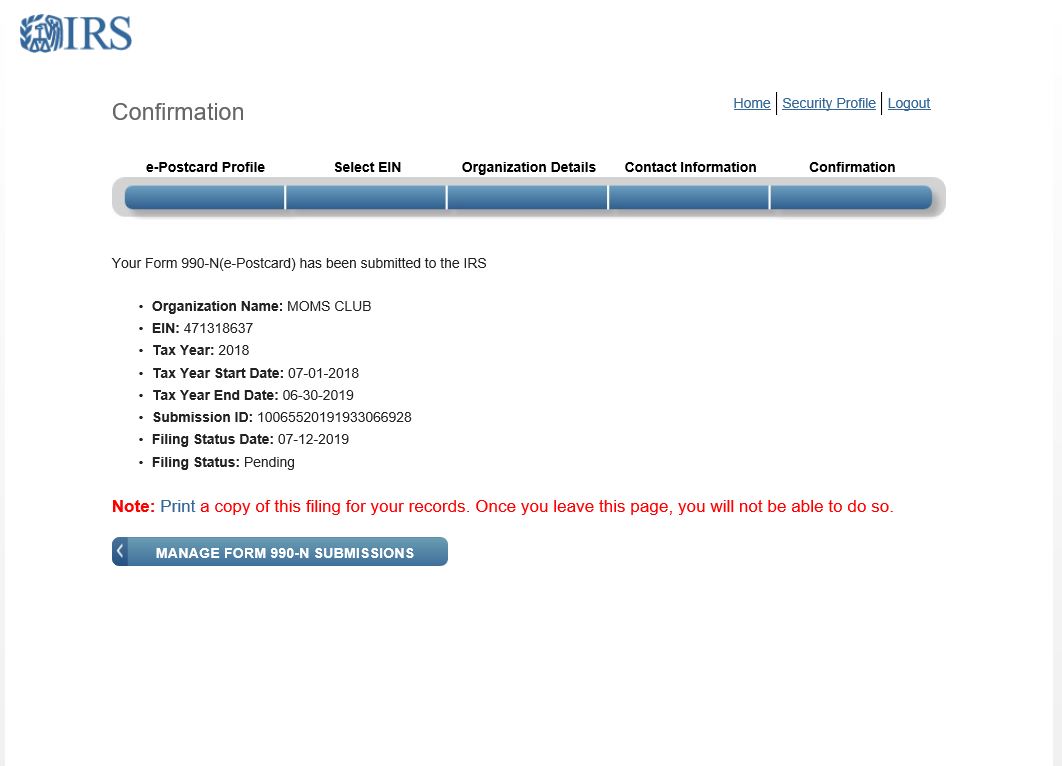 IRS
Confirmation
Home | Security Profile | Logout
e-Postcard Profile Select EIN Organization Details Contact Information Confirmation
Your Form 990-N(e-Postcard) has been submitted to the IRS
• Organization Name: MOMS CLUB
• EIN: 471318637
• Tax Year: 2018
• Tax Year Start Date: 07-01-2018
• Tax Year End Date: 06-30-2019
• Submission ID: 10065520191933066928
• Filing Status Date: 07-12-2019
• Filing Status: Pending
Note: Print a copy of this filing for your records. Once you leave this page, you will not be able to do so.
MANAGE FORM 990-N SUBMISSIONS